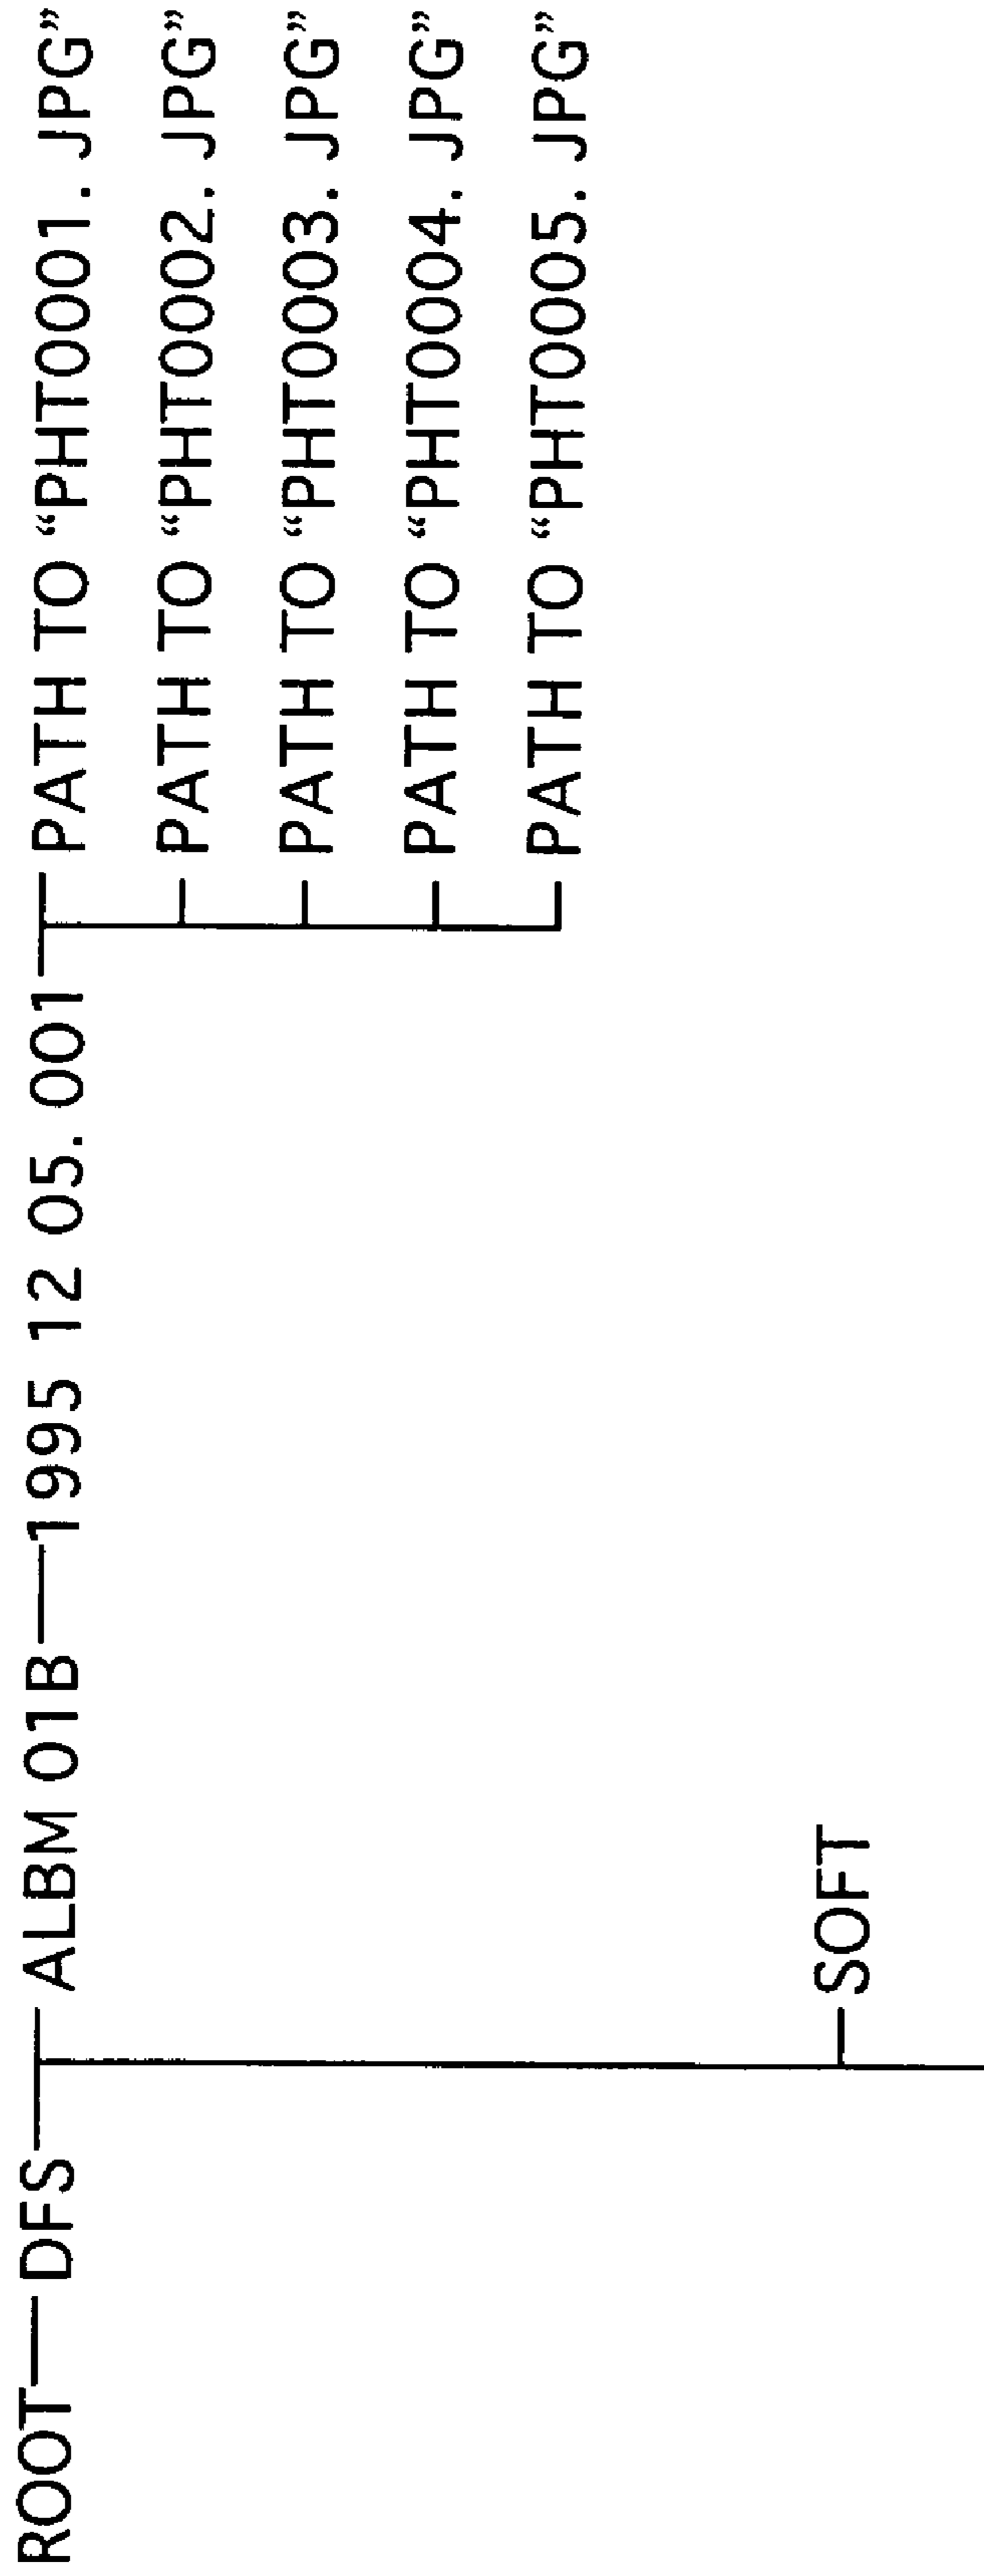 ROOT DFS ALBM 01B 1995 12 05. 001 PATH TO “PHT0001. JPG”
PATH TO “PHT0002. JPG”
PATH TO “PHT0003. JPG”
PATH TO “PHT0004. JPG”
PATH TO “PHT0005. JPG”
SOFT